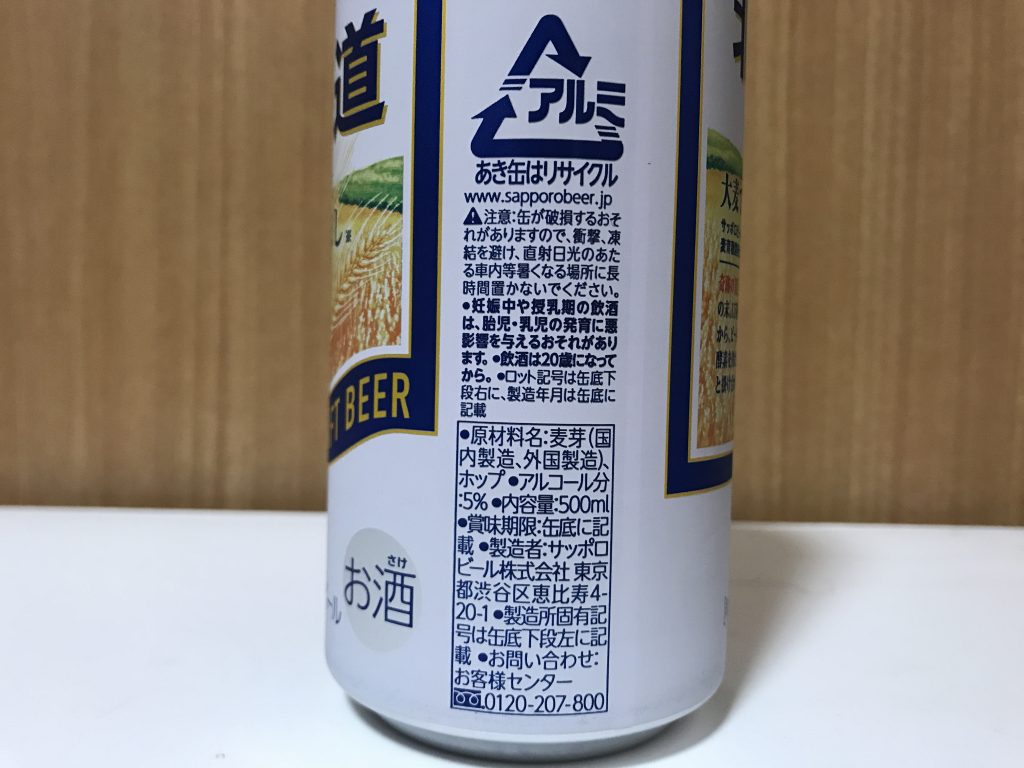 道
FT BEER
お酒
さけ
アルミ
あき缶はリサイクル
www.sapporobeer.jp
注意:缶が破損するおそ
れがありますので、衝撃、凍
結を避け、直射日光のあた
る車内等暑くなる場所に長
時間置かないでください。
●妊娠中や授乳期の飲酒
は、胎児・乳児の発育に悪
影響を与えるおそれがあり
ます。●飲酒は20歳になって
から。●ロット記号は缶底下
段右に、製造年月は缶底に
記載
●原材料名:麦芽(国
内製造、外国製造)、
ホップ●アルコール分
:5%●内容量:500ml
●賞味期限:缶底に記
載●製造者:サッポロ
ビール株式会社 東京
都渋谷区恵比寿4-
20-1●製造所固有記
号は缶底下段左に記
載●お問い合わせ:
お客様センター
0120-207-800
大麦